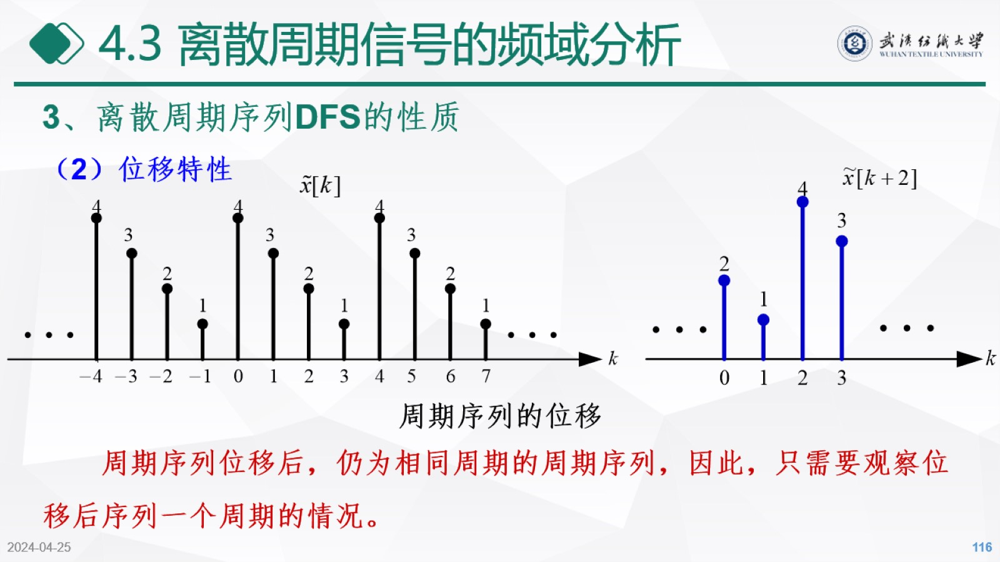 4.3 离散周期信号的频域分析
武汉纺织大学
WUHAN TEXTILE UNIVERSITY
3、离散周期序列DFS的性质
（2）位移特性
x̃[k]
4 3 2 1 4 3 2 1 4 3 2 1
−4 −3 −2 −1 0 1 2 3 4 5 6 7 k
x̃[k+2]
2 1 4 3
0 1 2 3 k
周期序列的位移
周期序列位移后，仍为相同周期的周期序列，因此，只需要观察位
移后序列一个周期的情况。
2024-04-25
116